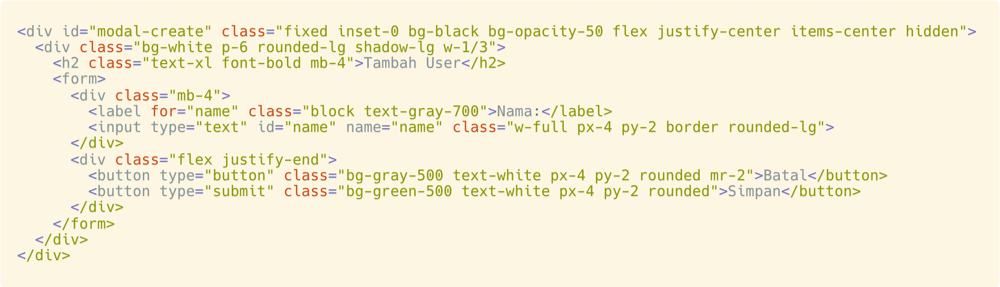 <div id="modal-create" class="fixed inset-0 bg-black bg-opacity-50 flex justify-center items-center hidden">
  <div class="bg-white p-6 rounded-lg shadow-lg w-1/3">
    <h2 class="text-xl font-bold mb-4">Tambah User</h2>
    <form>
      <div class="mb-4">
        <label for="name" class="block text-gray-700">Nama:</label>
        <input type="text" id="name" name="name" class="w-full px-4 py-2 border rounded-lg">
      </div>
      <div class="flex justify-end">
        <button type="button" class="bg-gray-500 text-white px-4 py-2 rounded mr-2">Batal</button>
        <button type="submit" class="bg-green-500 text-white px-4 py-2 rounded">Simpan</button>
      </div>
    </form>
  </div>
</div>